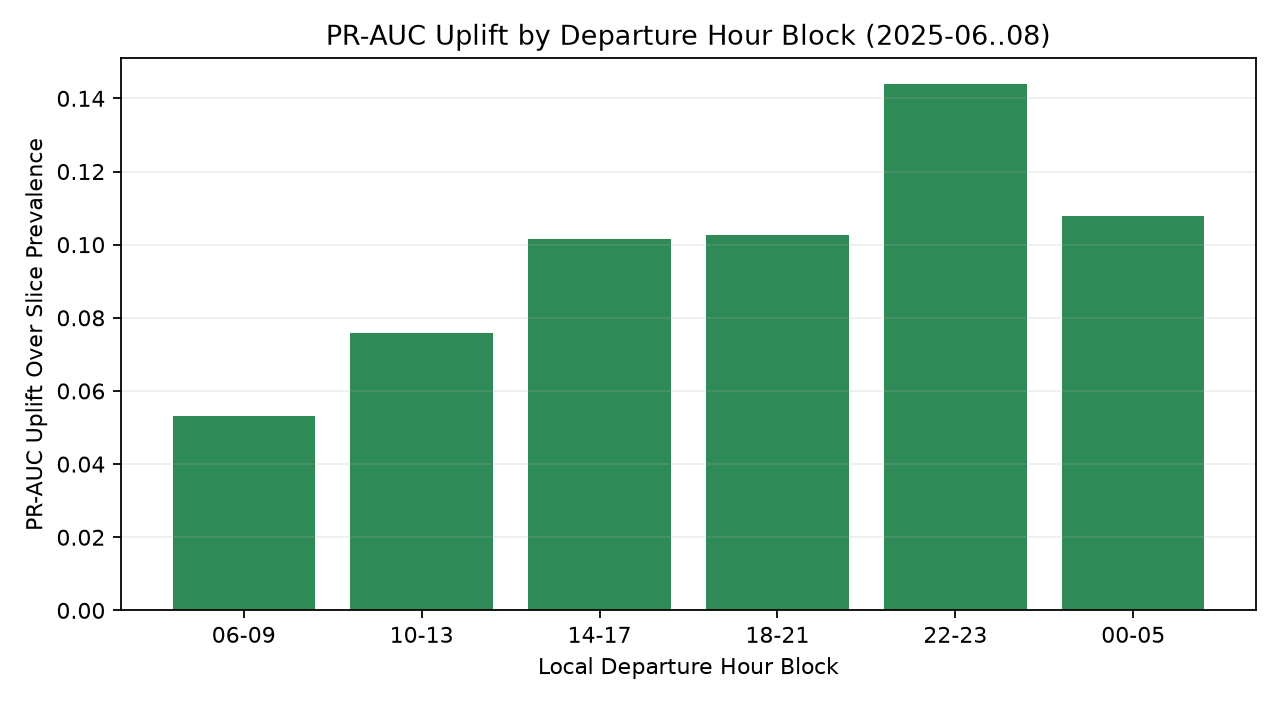 PR-AUC Uplift by Departure Hour Block (2025-06..08)
PR-AUC Uplift Over Slice Prevalence
0.14
0.12
0.10
0.08
0.06
0.04
0.02
0.00
06-09 10-13 14-17 18-21 22-23 00-05
Local Departure Hour Block